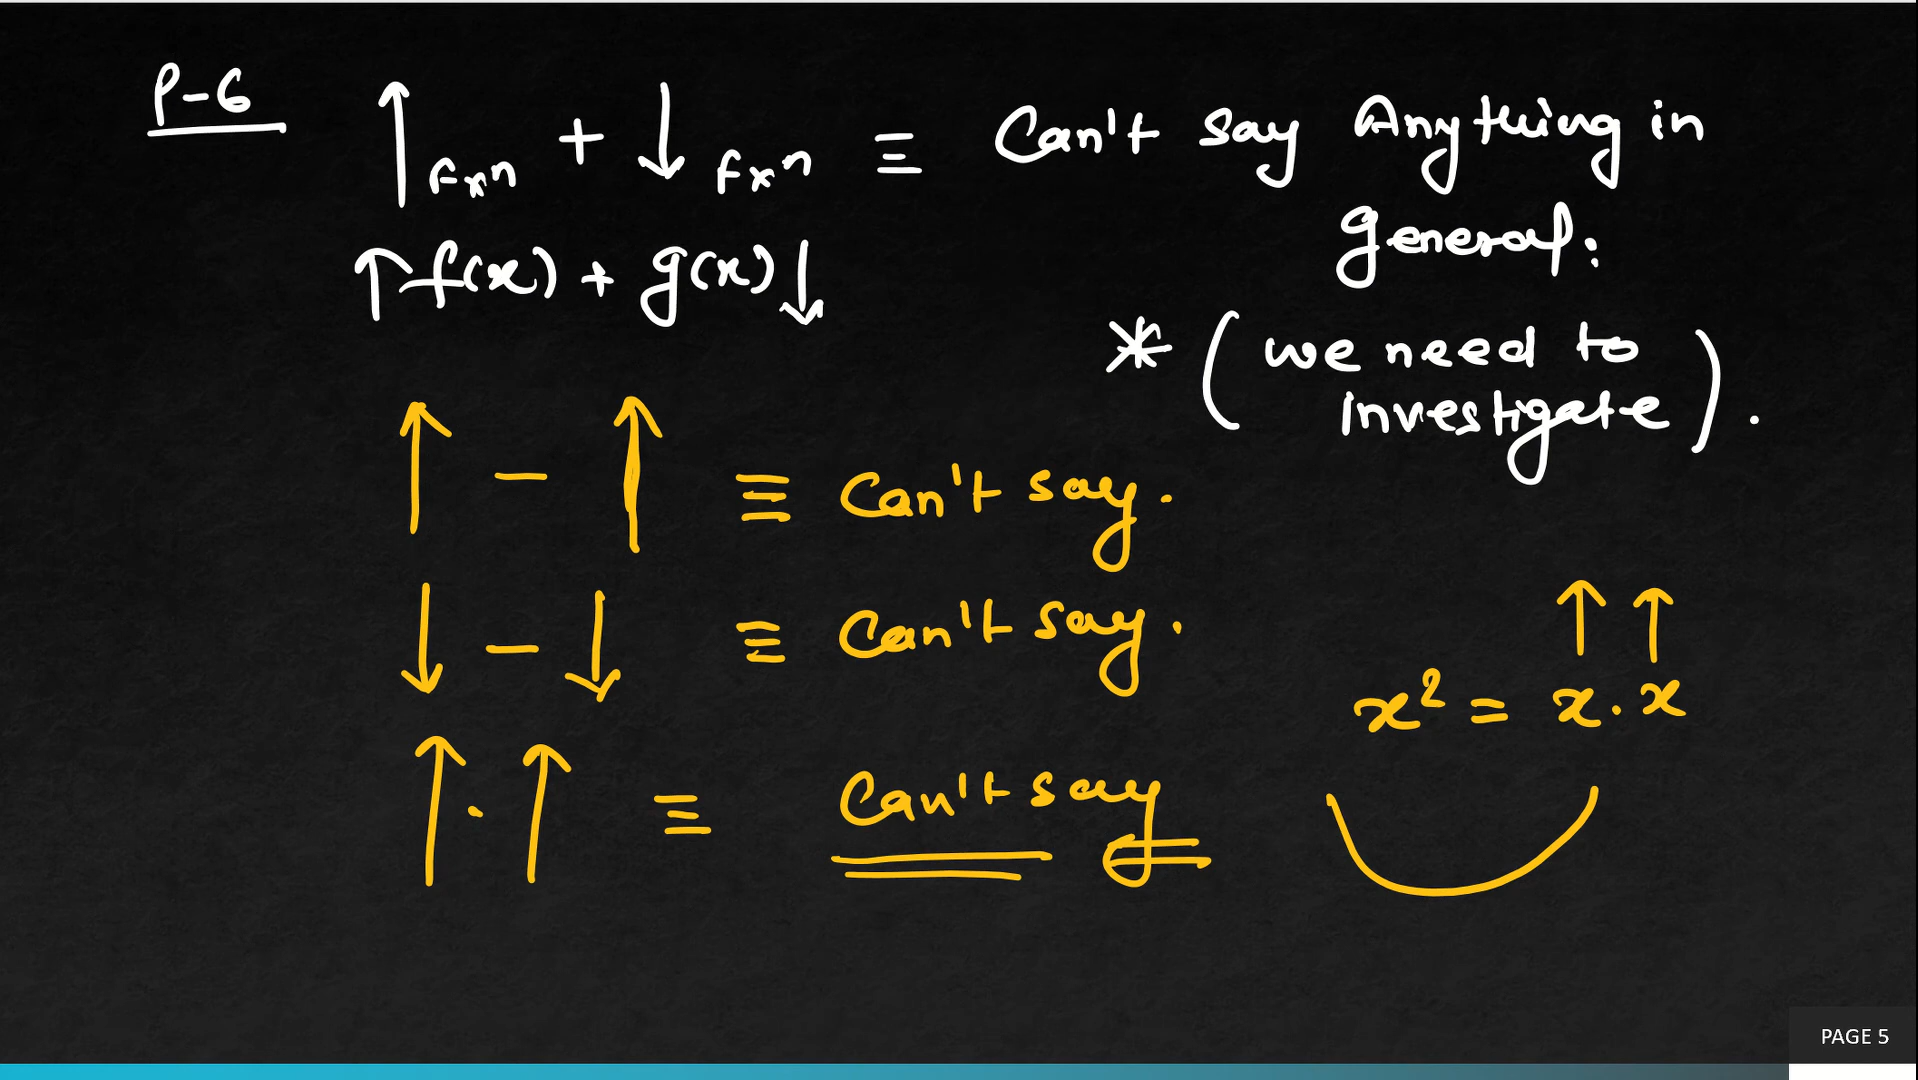 P-6
↑ Fxn + ↓ Fxn ≡ Can't say Anything in
general.
↑ f(x) + g(x) ↓
* (we need to
investigate).
↑ - ↑ ≡ Can't say.
↓ - ↓ ≡ Can't say.
↑ ↑
x² = x . x
↑ . ↑ ≡ Can't say
PAGE 5